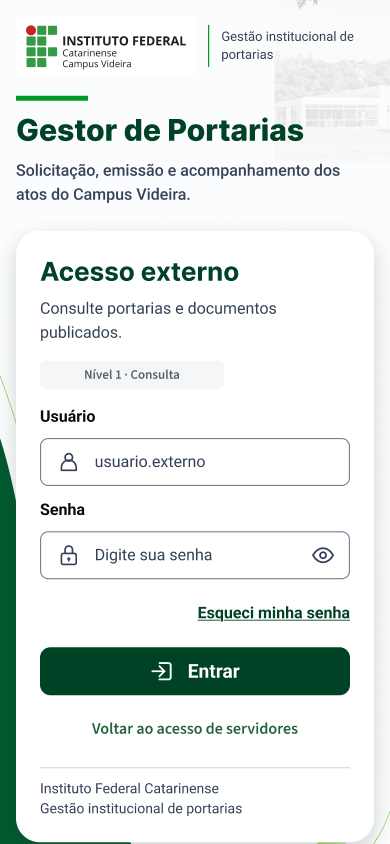 INSTITUTO FEDERAL
Catarinense
Campus Videira
Gestão institucional de
portarias
Gestor de Portarias
Solicitação, emissão e acompanhamento dos
atos do Campus Videira.
Acesso externo
Consulte portarias e documentos
publicados.
Nível 1 · Consulta
Usuário
usuario.externo
Senha
Digite sua senha
Esqueci minha senha
Entrar
Voltar ao acesso de servidores
Instituto Federal Catarinense
Gestão institucional de portarias